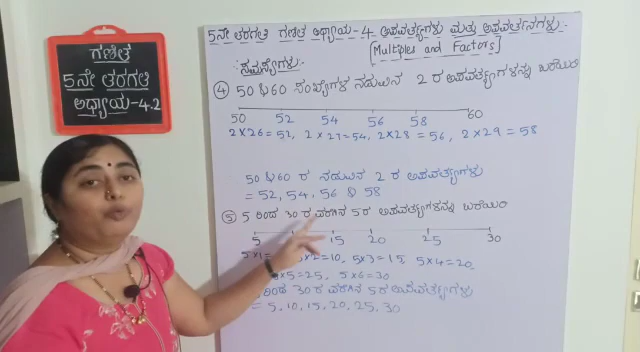 ಗಣಿತ
5ನೇ ತರಗತಿ
ಅಧ್ಯಾಯ-4.2
5ನೇ ತರಗತಿ ಗಣಿತ ಅಧ್ಯಾಯ-4 ಅಪವರ್ತ್ಯಗಳು ಮತ್ತು ಅಪವರ್ತನಗಳು:-
[Multiples and Factors]
:-ಸಮಸ್ಯೆಗಳು:-
④ 50 & 60 ಸಂಖ್ಯೆಗಳ ನಡುವಿನ 2 ರ ಅಪವರ್ತ್ಯಗಳನ್ನು ಬರೆಯಿರಿ
50 52 54 56 58 60
2×26=52, 2×27=54, 2×28=56, 2×29=58
50 & 60 ರ ನಡುವಿನ 2 ರ ಅಪವರ್ತ್ಯಗಳು
= 52, 54, 56 & 58
⑤ 5 ರಿಂದ 30 ರ ವರೆಗಿನ 5 ರ ಅಪವರ್ತ್ಯಗಳನ್ನು ಬರೆಯಿರಿ
5 15 20 25 30
5×1= ×2=10, 5×3=15 5×4=20,
×5=25, 5×6=30
ರಿಂದ 30 ರ ವರೆಗಿನ 5 ರ ಅಪವರ್ತ್ಯಗಳು
= 5, 10, 15, 20, 25, 30